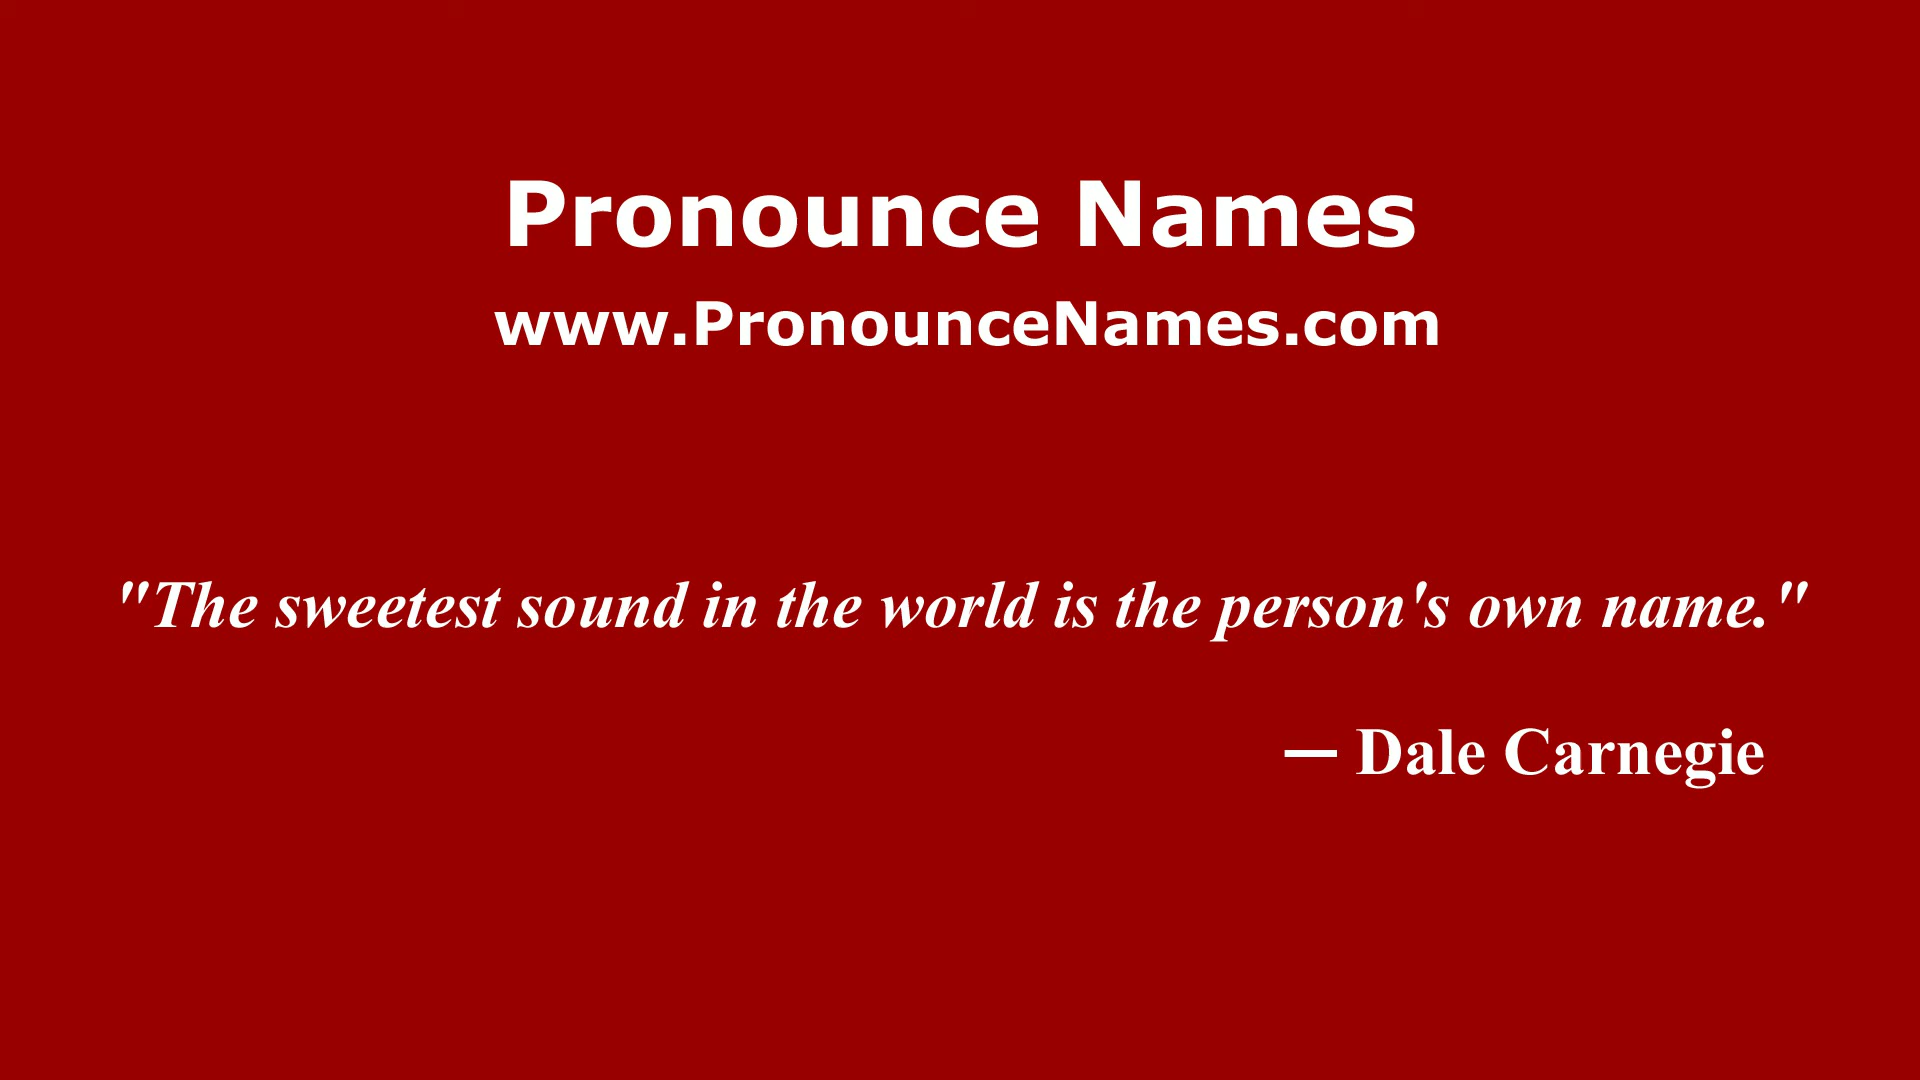 Pronounce Names
www.PronounceNames.com
"The sweetest sound in the world is the person's own name."
— Dale Carnegie